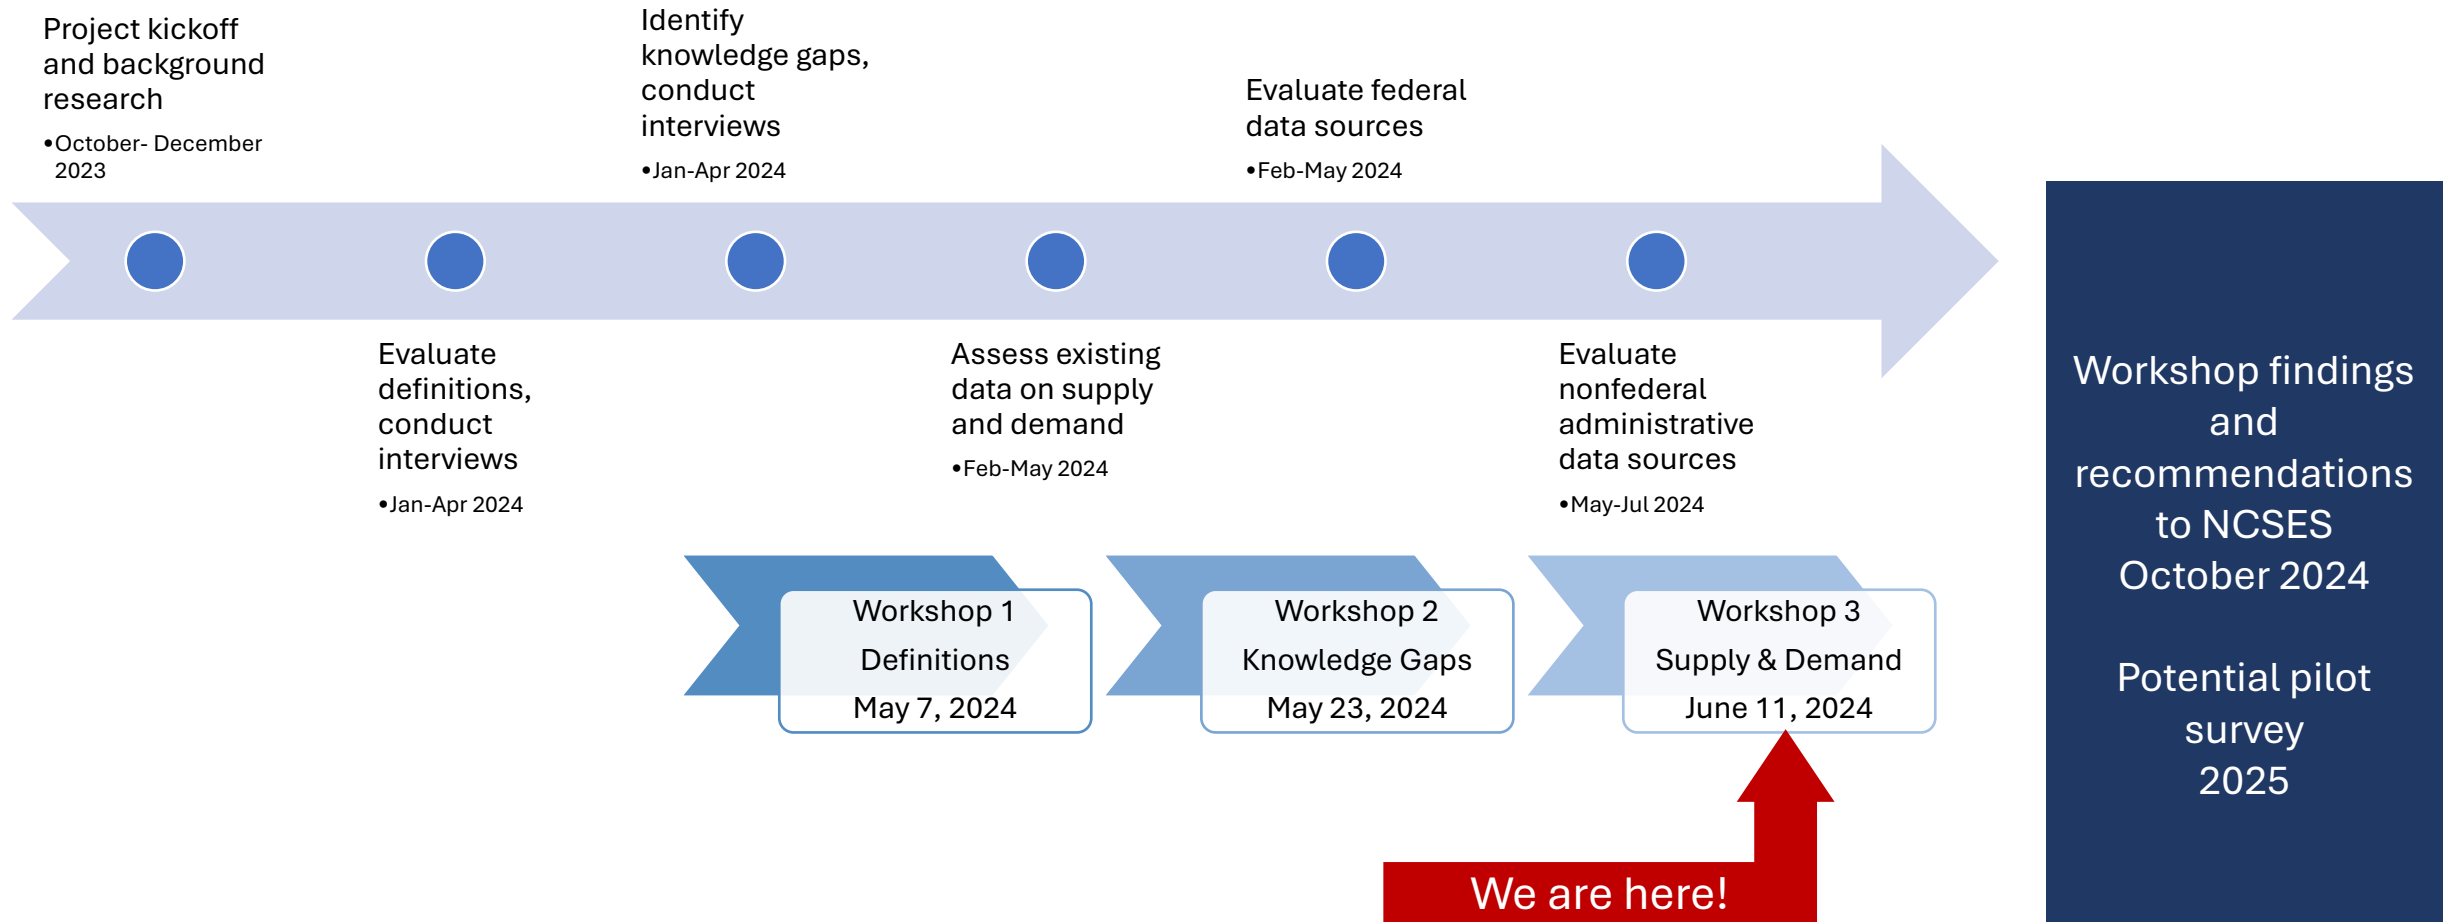 Project kickoff
and background
research
•October- December
2023
Identify
knowledge gaps,
conduct
interviews
•Jan-Apr 2024
Evaluate federal
data sources
•Feb-May 2024
Evaluate
definitions,
conduct
interviews
•Jan-Apr 2024
Assess existing
data on supply
and demand
•Feb-May 2024
Evaluate
nonfederal
administrative
data sources
•May-Jul 2024
Workshop 1
Definitions
May 7, 2024
Workshop 2
Knowledge Gaps
May 23, 2024
Workshop 3
Supply & Demand
June 11, 2024
We are here!
Workshop findings
and
recommendations
to NCSES
October 2024
Potential pilot
survey
2025